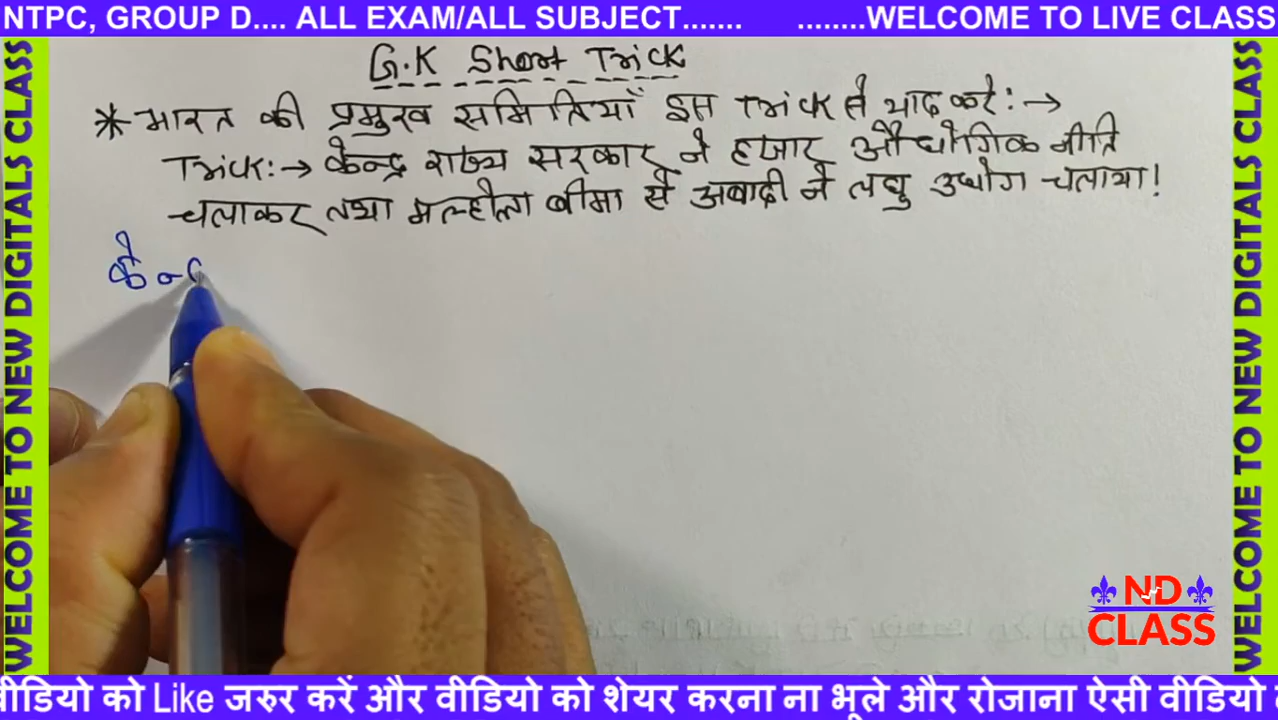 NTPC, GROUP D.... ALL EXAM/ALL SUBJECT....... ........WELCOME TO LIVE CLASS
WELCOME TO NEW DIGITALS CLASS
G.K Short Trick
* भारत की प्रमुख समितियाँ इस Trick से याद करे :→
Trick:→ केन्द्र राज्य सरकार ने हजार औद्योगिक नीति
चलाकर तथा मल्होत्रा बीमा से अबादी ने लघु उद्योग चलाया!
केन
WELCOME TO NEW DIGITALS CLASS
ND
CLASS
वीडियो को Like जरुर करें और वीडियो को शेयर करना ना भूले और रोजाना ऐसी वीडियो